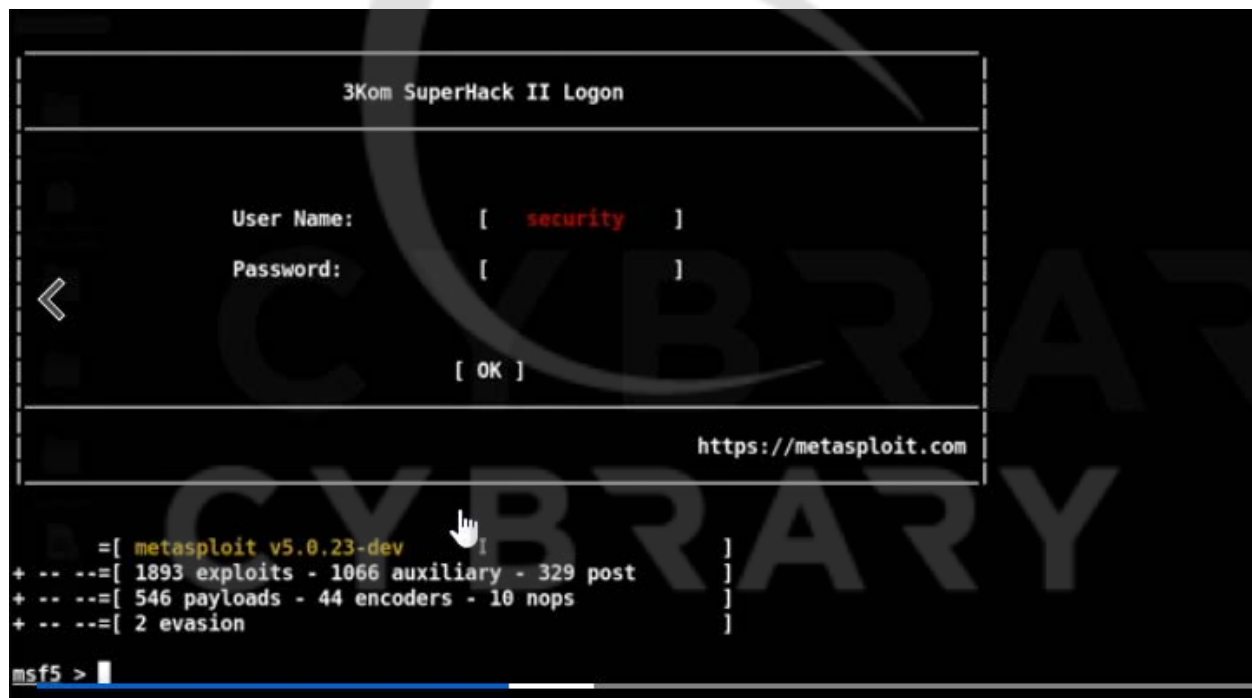 3Kom SuperHack II Logon
User Name: [ security ]
Password: [ ]
[ OK ]
https://metasploit.com
CYBRAR
CYBRARY
=[ metasploit v5.0.23-dev ]
+ -- --=[ 1893 exploits - 1066 auxiliary - 329 post ]
+ -- --=[ 546 payloads - 44 encoders - 10 nops ]
+ -- --=[ 2 evasion ]
msf5 >